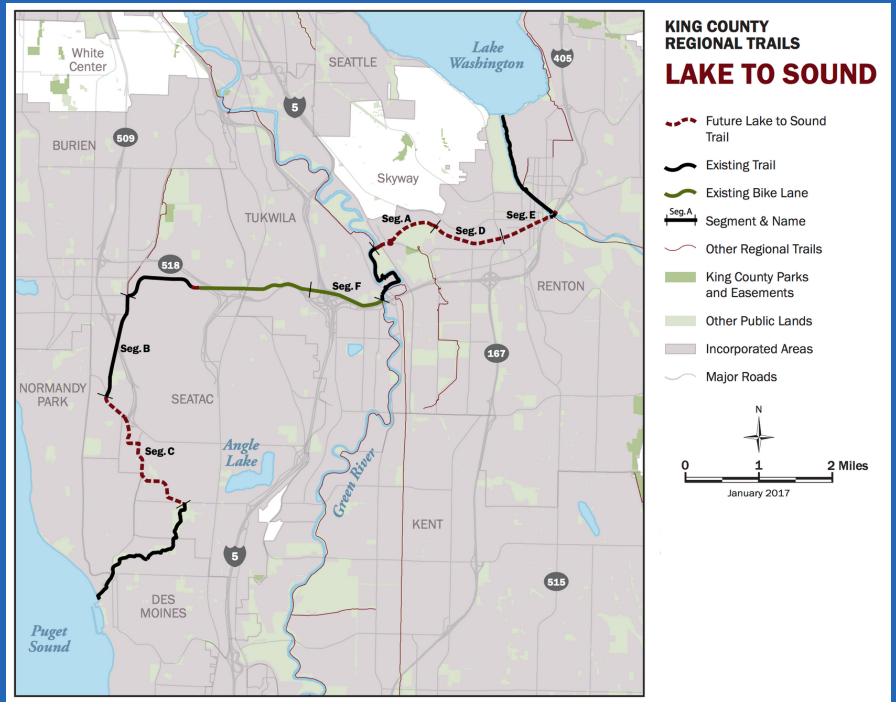 White
Center
SEATTLE
Lake
Washington
405
5
509
BURIEN
Skyway
TUKWILA
Seg. A
Seg. D
Seg. E
518
Seg. F
RENTON
Seg. B
167
NORMANDY
PARK
SEATAC
Angle
Lake
Seg. C
Green River
KENT
5
515
DES
MOINES
Puget
Sound
KING COUNTY
REGIONAL TRAILS
LAKE TO SOUND
Future Lake to Sound
Trail
Existing Trail
Existing Bike Lane
Seg. A
Segment & Name
Other Regional Trails
King County Parks
and Easements
Other Public Lands
Incorporated Areas
Major Roads
N
0 1 2 Miles
January 2017